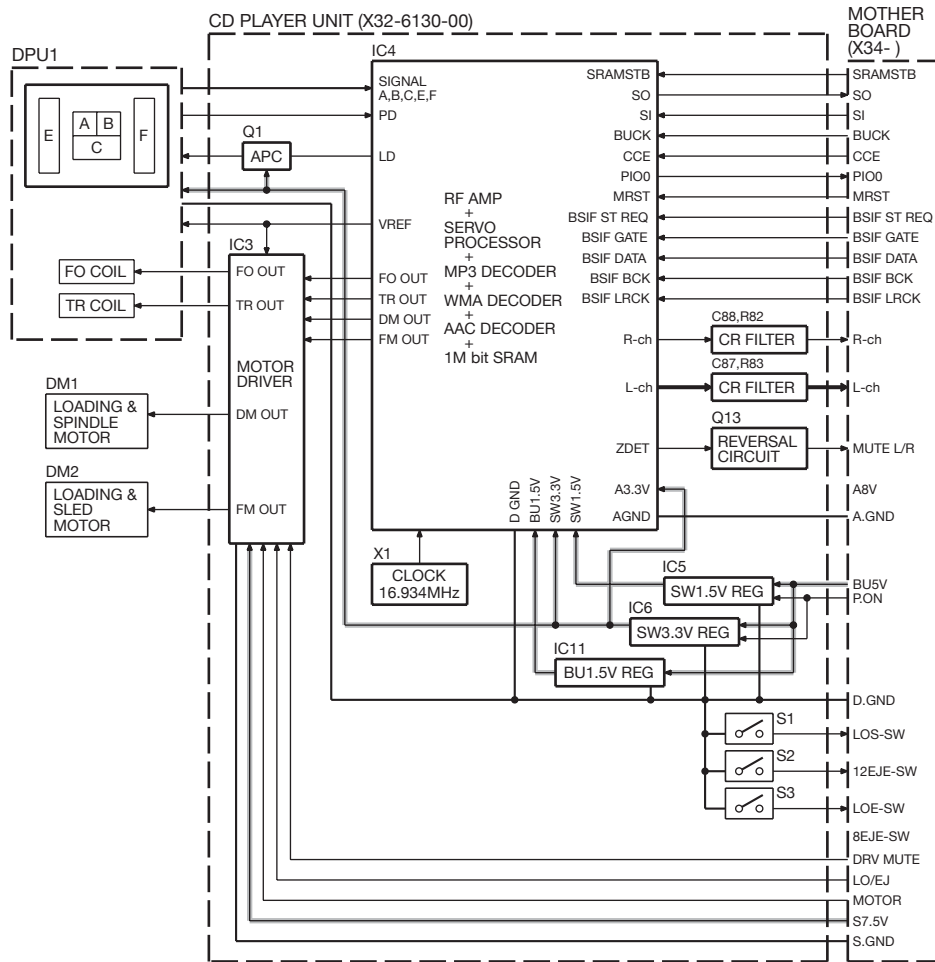 CD PLAYER UNIT (X32-6130-00)
MOTHER
BOARD
(X34- )
DPU1
E
A
B
C
F
FO COIL
TR COIL
DM1
LOADING &
SPINDLE
MOTOR
DM2
LOADING &
SLED
MOTOR
Q1
APC
IC3
FO OUT
TR OUT
MOTOR
DRIVER
DM OUT
FM OUT
IC4
SIGNAL
A,B,C,E,F
PD
LD
VREF
FO OUT
TR OUT
DM OUT
FM OUT
RF AMP
+
SERVO
PROCESSOR
+
MP3 DECODER
+
WMA DECODER
+
AAC DECODER
+
1M bit SRAM
SRAMSTB
SO
SI
BUCK
CCE
PIO0
MRST
BSIF ST REQ
BSIF GATE
BSIF DATA
BSIF BCK
BSIF LRCK
R-ch
L-ch
ZDET
A3.3V
AGND
D GND
BU1.5V
SW3.3V
SW1.5V
X1
CLOCK
16.934MHz
C88,R82
CR FILTER
C87,R83
CR FILTER
Q13
REVERSAL
CIRCUIT
IC5
SW1.5V REG
IC6
SW3.3V REG
IC11
BU1.5V REG
S1
S2
S3
SRAMSTB
SO
SI
BUCK
CCE
PIO0
MRST
BSIF ST REQ
BSIF GATE
BSIF DATA
BSIF BCK
BSIF LRCK
R-ch
L-ch
MUTE L/R
A8V
A.GND
BU5V
P.ON
D.GND
LOS-SW
12EJE-SW
LOE-SW
8EJE-SW
DRV MUTE
LO/EJ
MOTOR
S7.5V
S.GND